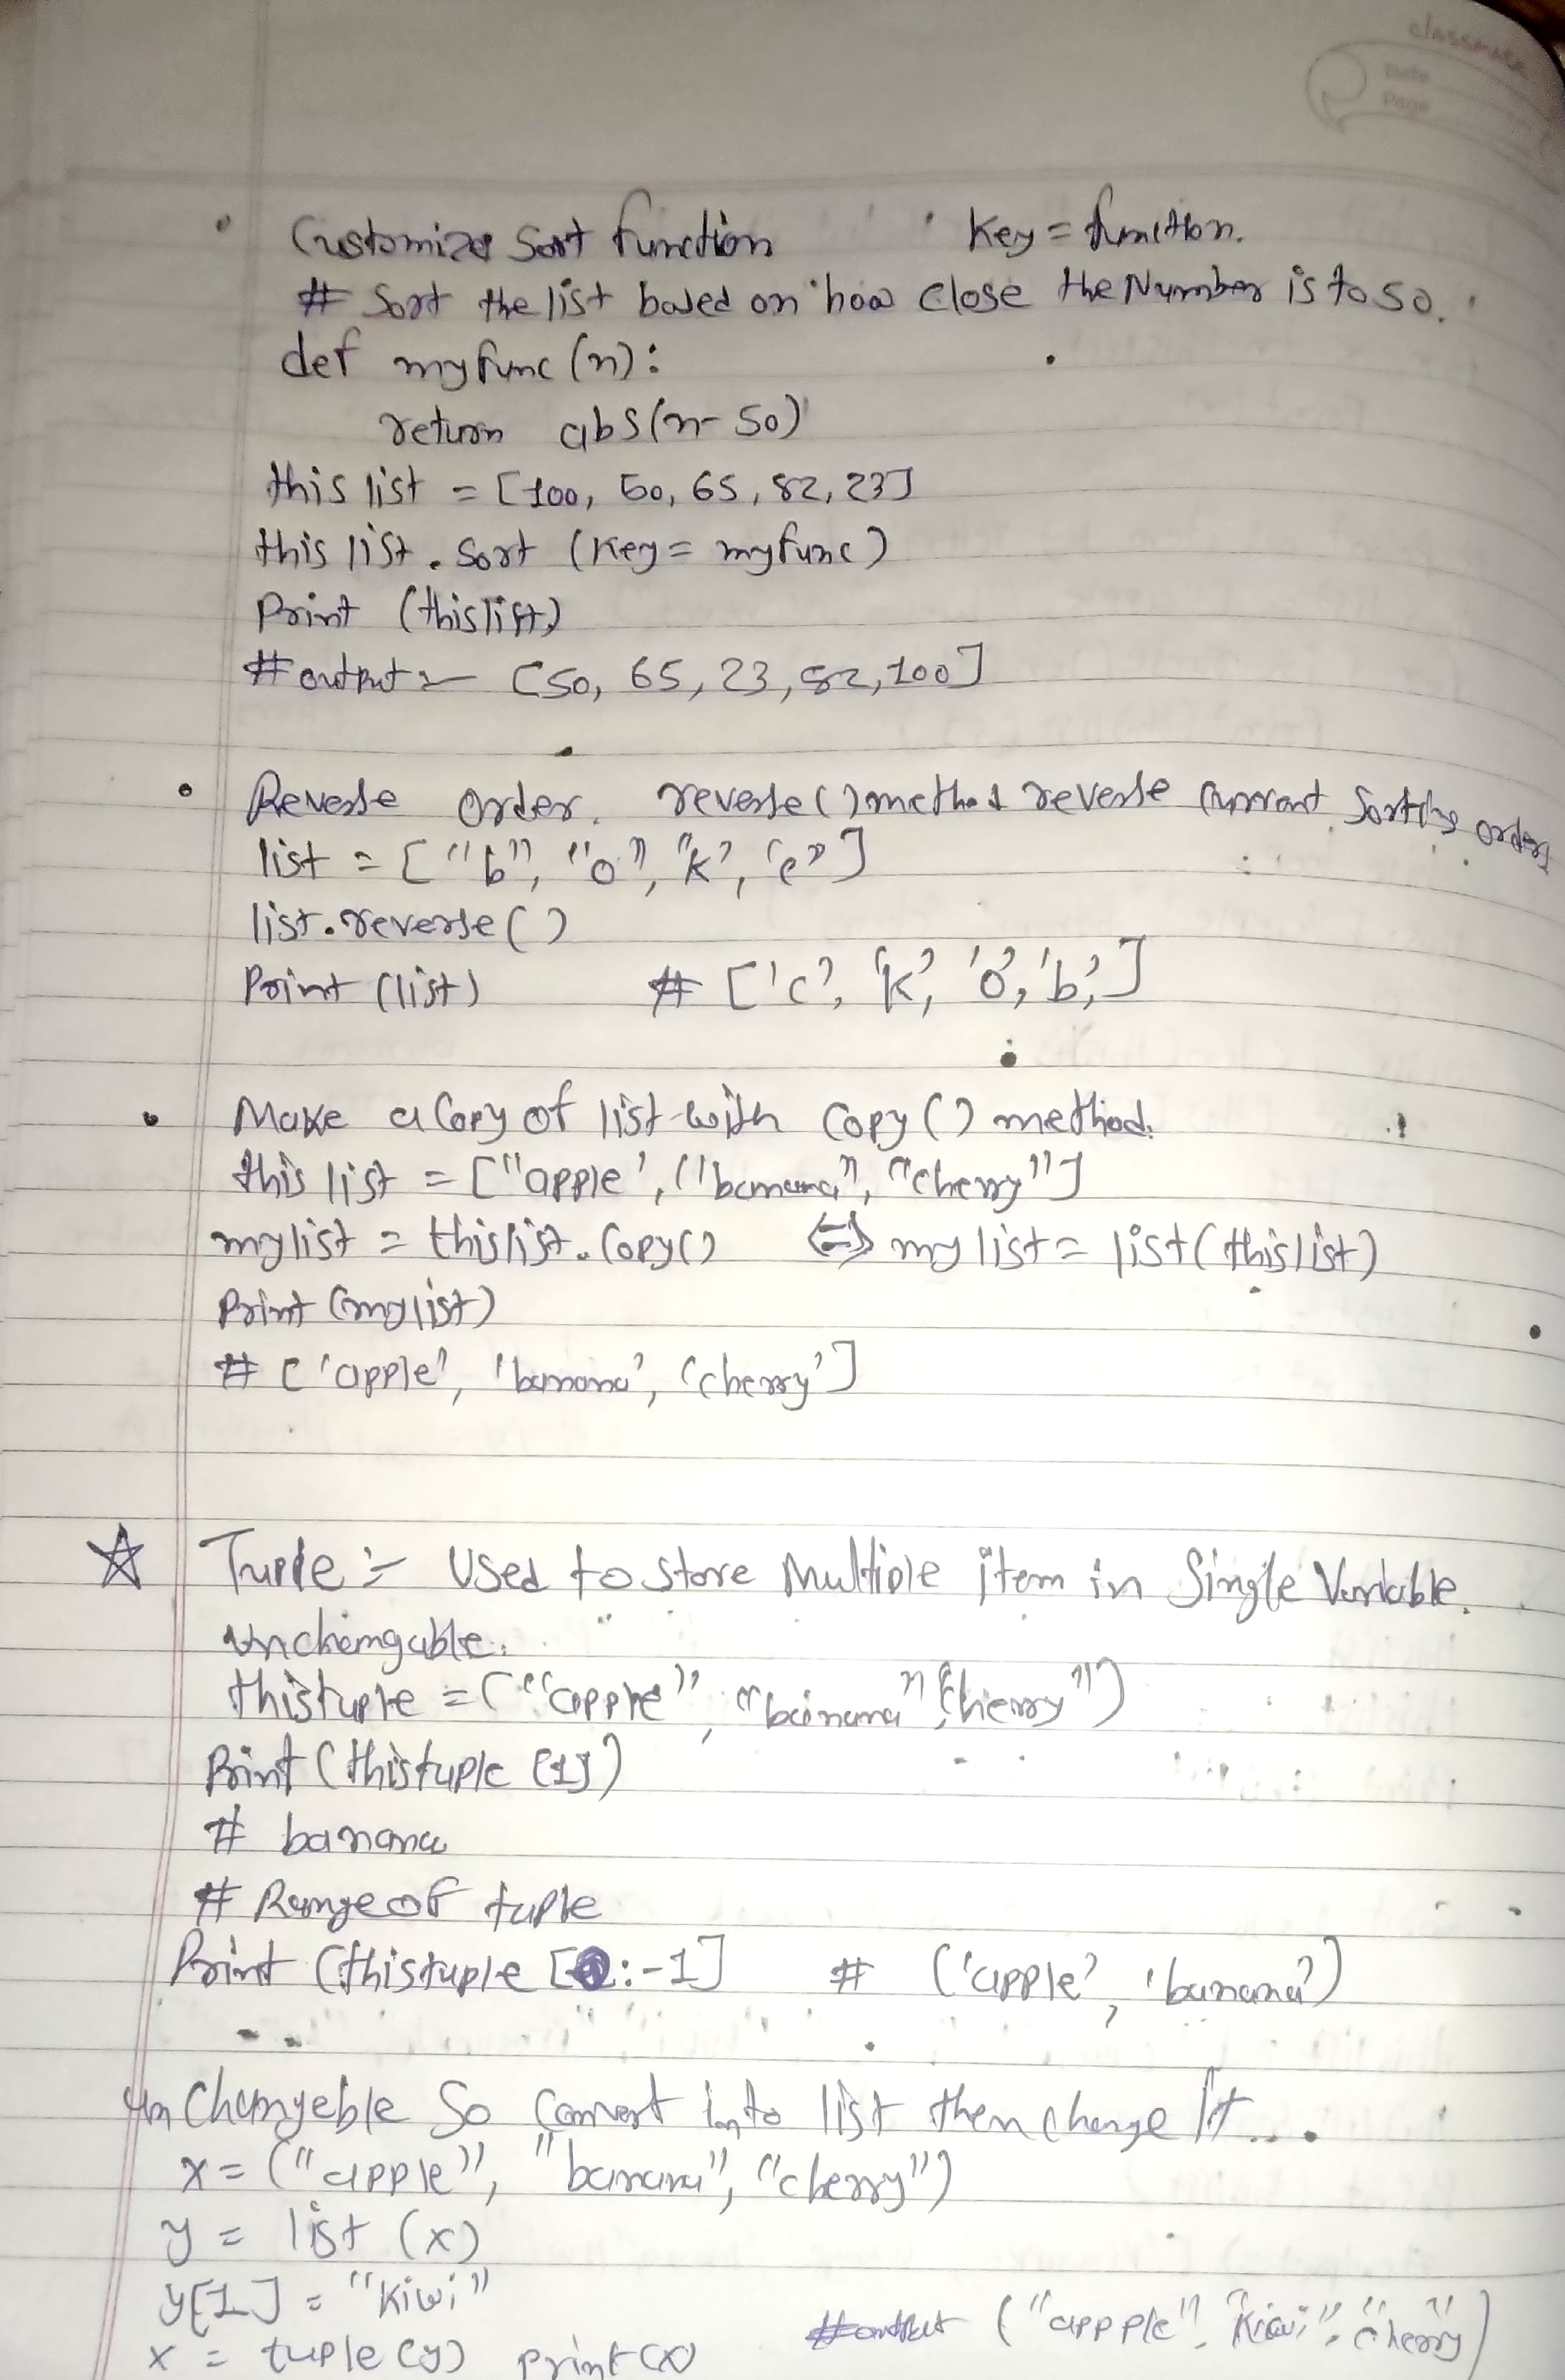 classmate
Date
Page
• Customize Sort function • Key = function.
# Sort the list based on how close the Number is to 50.
def myfunc (n):
return abs(n-50)
this list = [100, 50, 65, 82, 23]
this list . Sort (Key = myfunc)
Print (thislist)
# output :- [50, 65, 23, 82, 100]
• Reverse Order. reverse() method reverse Current Sorting order
list = ["b", "o", "k", "c"]
list.reverse()
Print (list) # ['c', 'k', 'o', 'b',]
• Make a Copy of list with Copy () method.
this list = ["apple', "banana", "cherry"]
mylist = thislist.Copy() <=> mylist = list(thislist)
Print (mylist)
# ['apple', 'banana', 'cherry']
☆ Tuple :- Used to store Multiple item in Single Variable.
Unchangable.
thistuple = ("apple", "banana" "Cherry")
Print (thistuple [1])
# banana
# Range of tuple
Print (thistuple [:-1] # ('apple', 'banana')
Un Changeble So Convert into list then change it...
x = ("apple", "banana", "cherry")
y = list (x)
y[1] = "Kiwi"
x = tuple (y) print (x) #output ("appple", "Kiwi", "cherry")